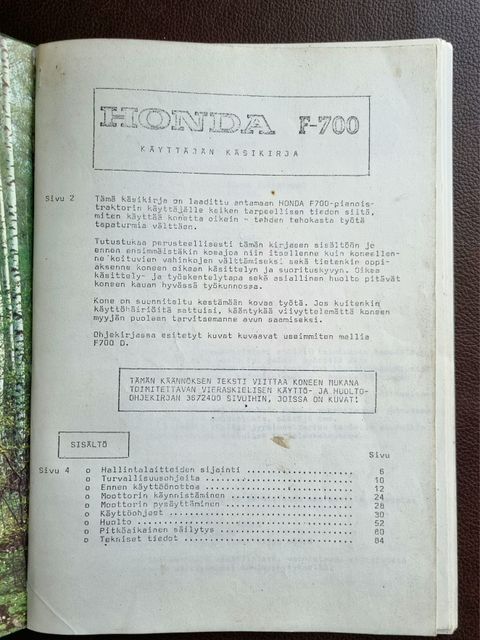 HONDA F-700
KÄYTTÄJÄN KÄSIKIRJA
Sivu 2 Tämä käsikirja on laadittu antamaan HONDA F700-pienois-
traktorin käyttäjälle kaiken tarpeellisen tiedon siitä,
miten käyttää konetta oikein - tehden tehokasta työtä
tapaturmia välttäen.
Tutustukaa perusteellisesti tämän kirjasen sisältöön jo
ennen ensimmäistäkin komajoa niin itsellenne kuin koneellen-
ne koituvien vahinkojen välttämiseksi sekä tietenkin oppi-
aksenne koneen oikean käsittelyn ja suorituskyvyn. Oikea
käsittely- ja työskentelytapa sekä asiallinen huolto pitävät
koneen kauan hyvässä työkunnossa.
Kone on suunniteltu kestämään kovaa työtä. Jos kuitenkin
käyttöhäiriöitä sattuisi, kääntykää viivyttelemättä koneen
myyjän puoleen tarvitsemanne avun saamiseksi.
Ohjekirjassa esitetyt kuvat kuvaavat useimmiten mallia
F700 D.
TÄMÄN KÄÄNNÖKSEN TEKSTI VIITTAA KONEEN MUKANA
TOIMITETTAVAN VIERASKIELISEN KÄYTTÖ- JA HUOLTO-
OHJEKIRJAN 3672400 SIVUIHIN, JOISSA ON KUVAT!
SISÄLTÖ
Sivu
Sivu 4 o Hallintalaitteiden sijainti ..................... 6
o Turvallisuusohjeita ............................. 10
o Ennen käyttöönottoa ............................. 12
o Moottorin käynnistäminen ........................ 24
o Moottorin pysäyttäminen ......................... 28
o Käyttöohjeet .................................... 30
o Huolto .......................................... 52
o Pitkäaikainen säilytys .......................... 80
o Tekniset tiedot ................................. 84